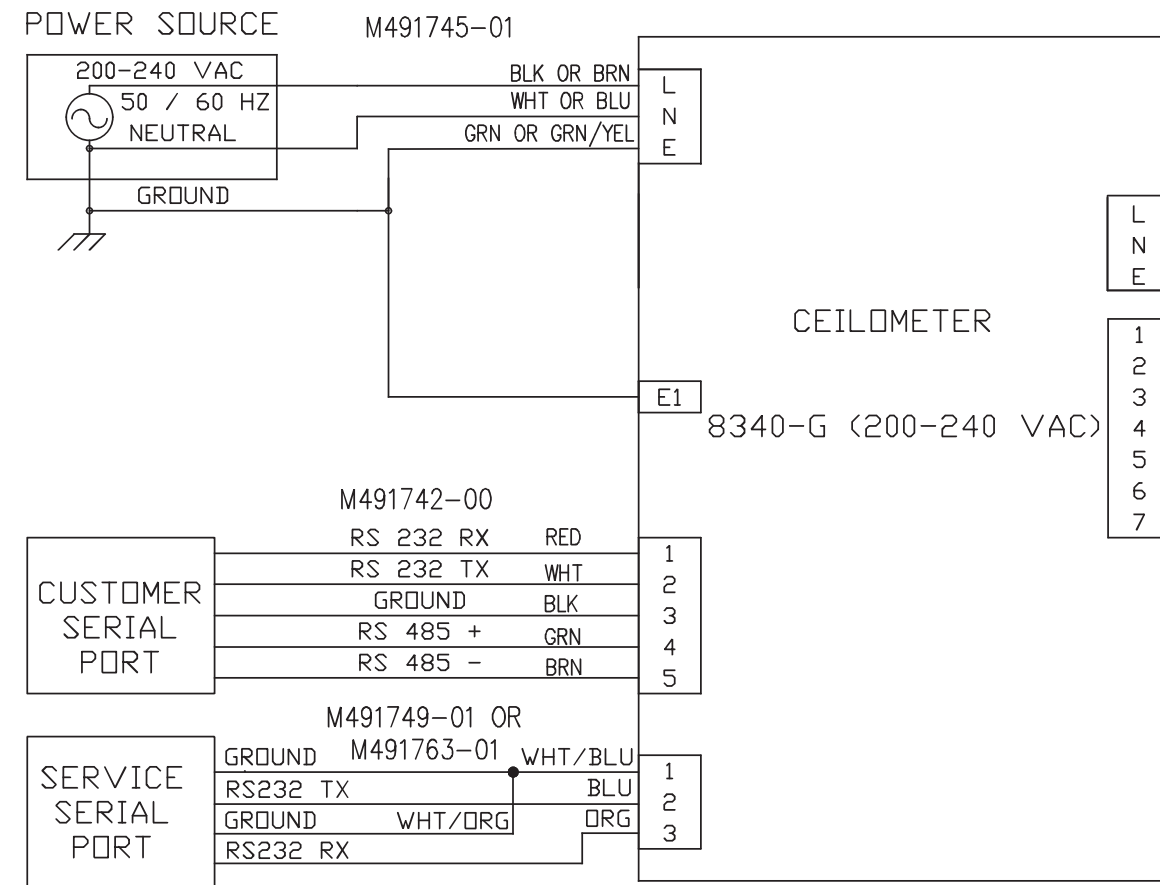 POWER SOURCE
M491745-01
200-240 VAC
50 / 60 HZ
NEUTRAL
GROUND
BLK OR BRN
WHT OR BLU
GRN OR GRN/YEL
L
N
E
L
N
E
CEILOMETER
1
2
3
4
5
6
7
E1
8340-G (200-240 VAC)
M491742-00
CUSTOMER
SERIAL
PORT
RS 232 RX RED
RS 232 TX WHT
GROUND BLK
RS 485 + GRN
RS 485 - BRN
1
2
3
4
5
M491749-01 OR
M491763-01
SERVICE
SERIAL
PORT
GROUND WHT/BLU
RS232 TX BLU
GROUND WHT/ORG ORG
RS232 RX
1
2
3